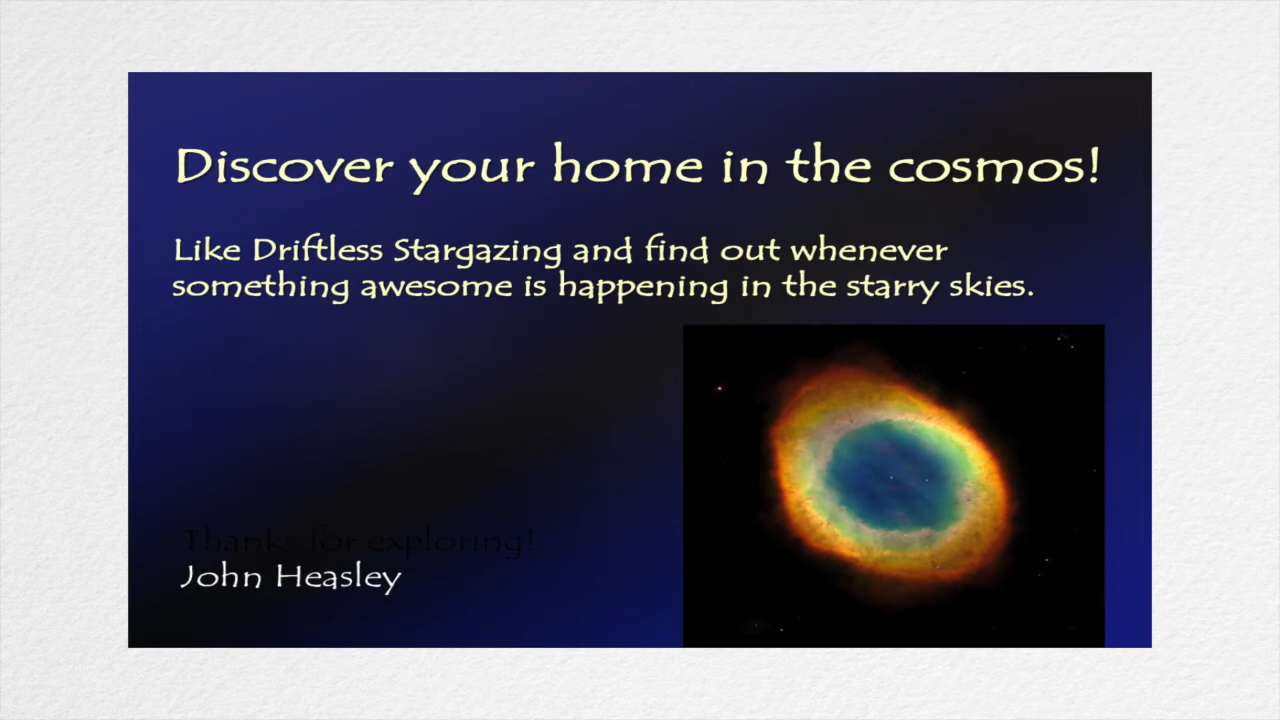 Discover your home in the cosmos!
Like Driftless Stargazing and find out whenever
something awesome is happening in the starry skies.
Thanks for exploring!
John Heasley